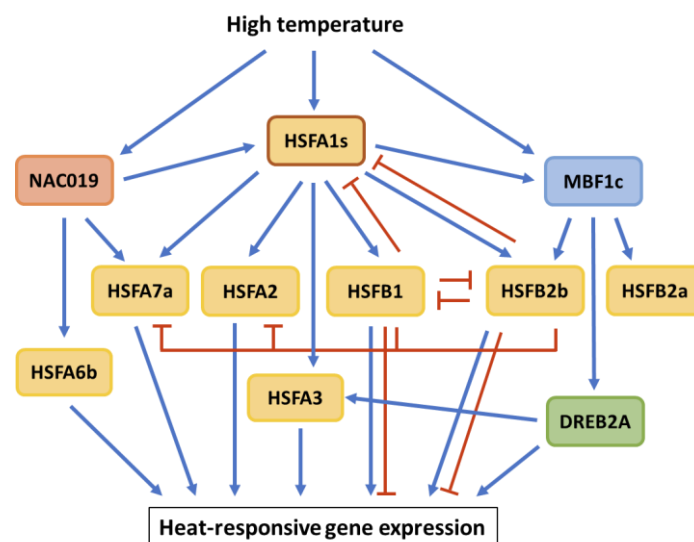 High temperature
HSFA1s
NAC019
MBF1c
HSFA7a
HSFA2
HSFB1
HSFB2b
HSFB2a
HSFA6b
HSFA3
DREB2A
Heat-responsive gene expression